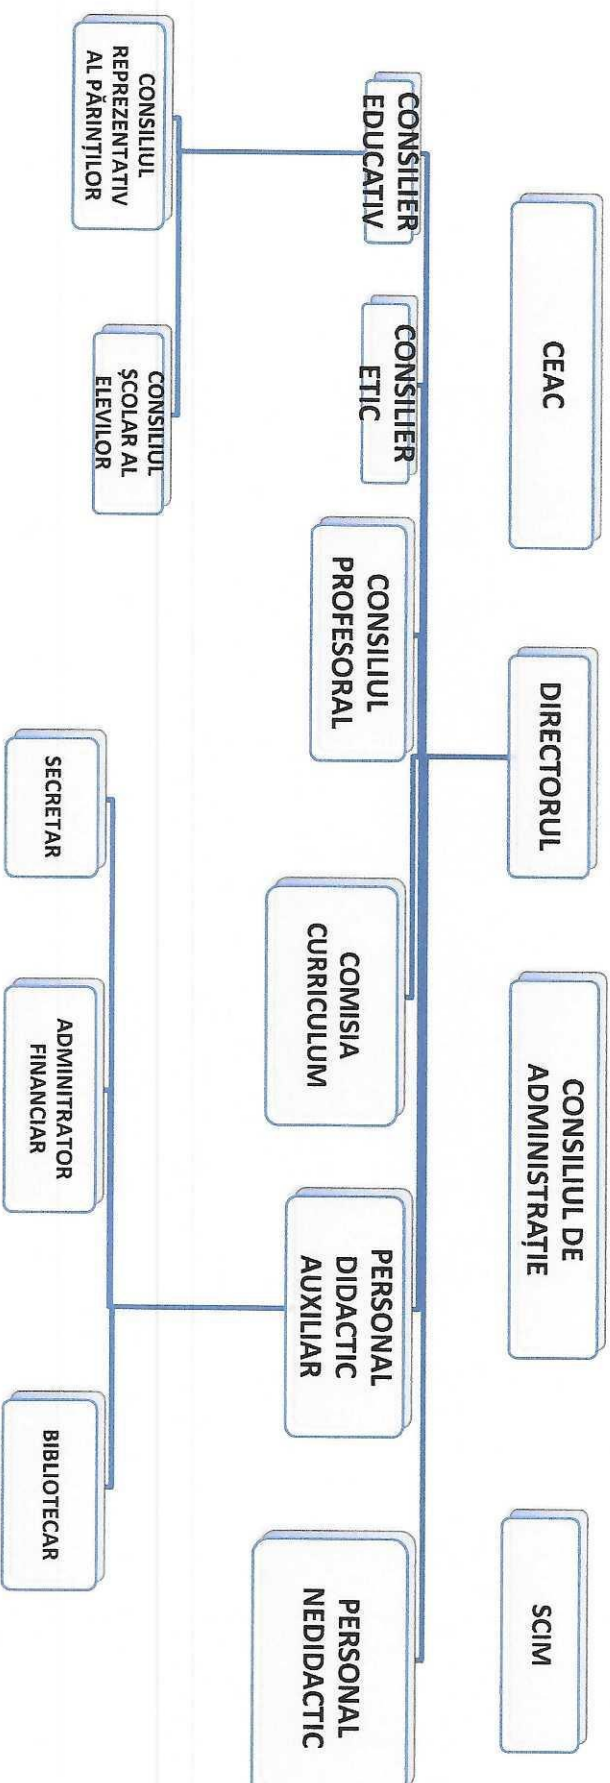 CEAC
DIRECTORUL
CONSILIUL DE
ADMINISTRAȚIE
SCIM
CONSILIER
EDUCATIV
CONSILIER
ETIC
CONSILIUL
PROFESORAL
COMISIA
CURRICULUM
PERSONAL
DIDACTIC
AUXILIAR
PERSONAL
NEDIDACTIC
CONSILIUL
REPREZENTATIV
AL PĂRINȚILOR
CONSILIUL
ȘCOLAR AL
ELEVILOR
SECRETAR
ADMINITRATOR
FINANCIAR
BIBLIOTECAR